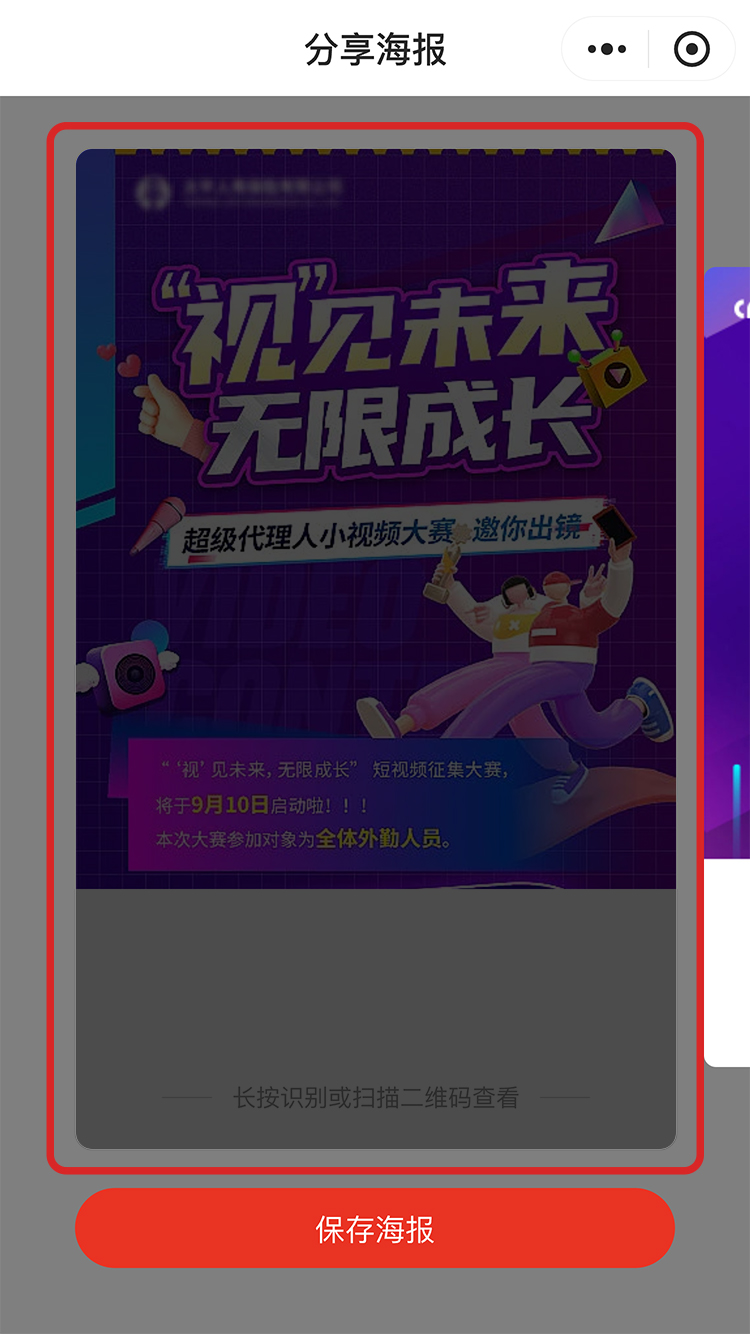 分享海报
“视”见未来
无限成长
超级代理人小视频大赛 邀你出镜
“ ‘视’ 见未来，无限成长” 短视频征集大赛，
将于9月10日启动啦！！！
本次大赛参加对象为全体外勤人员。
长按识别或扫描二维码查看
保存海报